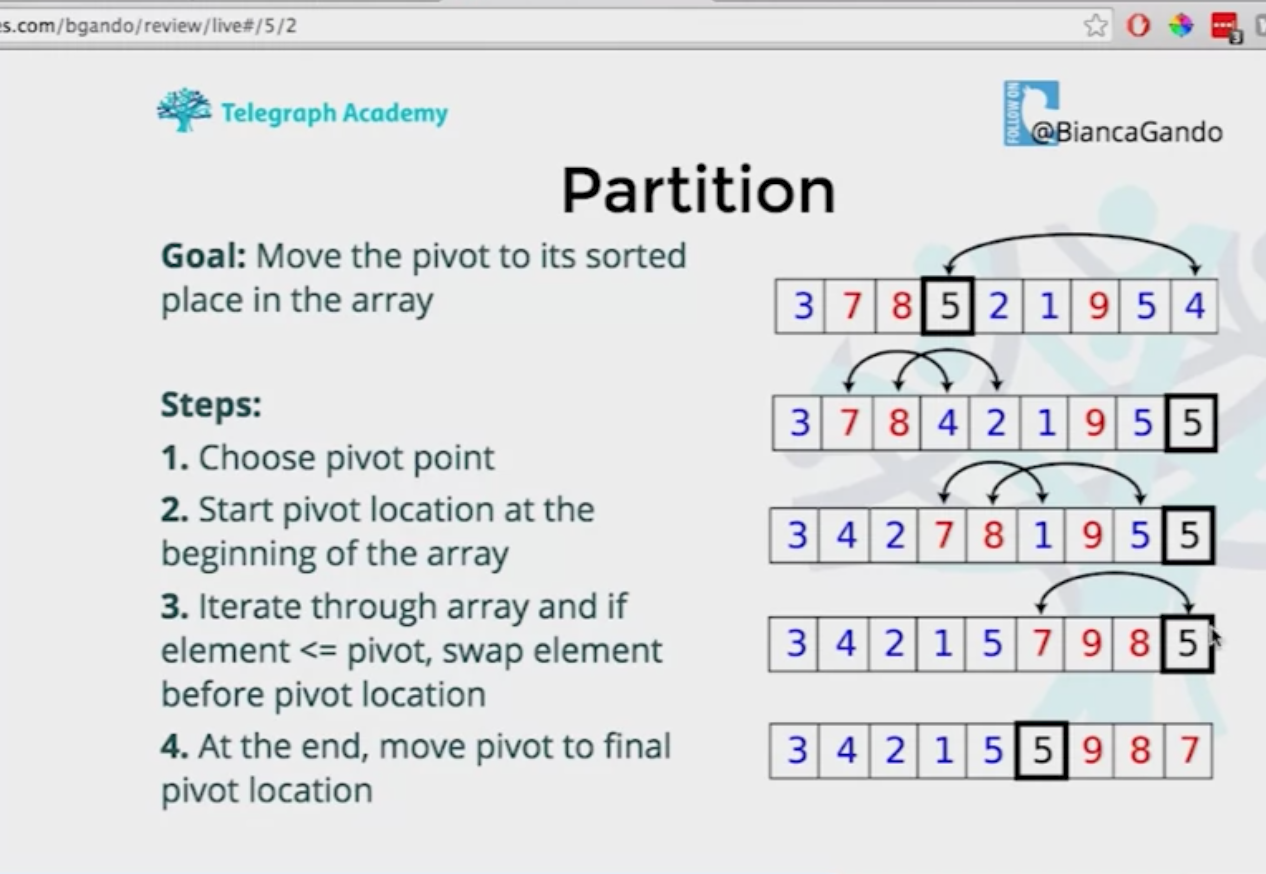 es.com/bgando/review/live#/5/2
3
Telegraph Academy
FOLLOW ON
@BiancaGando
Partition
Goal: Move the pivot to its sorted
place in the array
Steps:
1. Choose pivot point
2. Start pivot location at the
beginning of the array
3. Iterate through array and if
element <= pivot, swap element
before pivot location
4. At the end, move pivot to final
pivot location
3 7 8 5 2 1 9 5 4
3 7 8 4 2 1 9 5 5
3 4 2 7 8 1 9 5 5
3 4 2 1 5 7 9 8 5
3 4 2 1 5 5 9 8 7